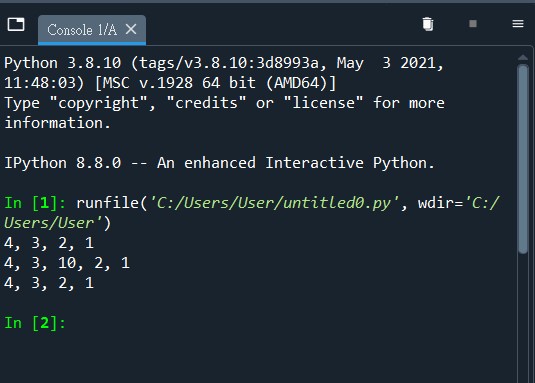 Console 1/A
Python 3.8.10 (tags/v3.8.10:3d8993a, May  3 2021,
11:48:03) [MSC v.1928 64 bit (AMD64)]
Type "copyright", "credits" or "license" for more
information.
IPython 8.8.0 -- An enhanced Interactive Python.
In [1]: runfile('C:/Users/User/untitled0.py', wdir='C:/
Users/User')
4, 3, 2, 1
4, 3, 10, 2, 1
4, 3, 2, 1
In [2]: